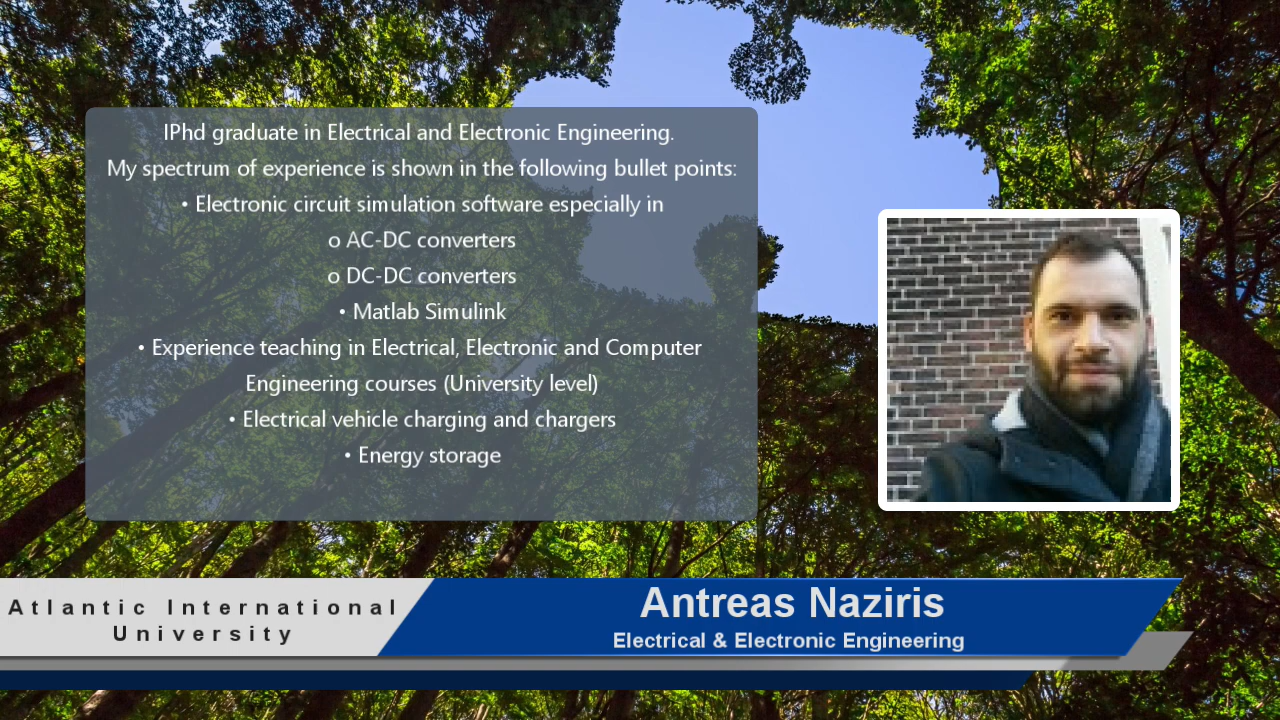 IPhd graduate in Electrical and Electronic Engineering.
My spectrum of experience is shown in the following bullet points:
• Electronic circuit simulation software especially in
o AC-DC converters
o DC-DC converters
• Matlab Simulink
• Experience teaching in Electrical, Electronic and Computer
Engineering courses (University level)
• Electrical vehicle charging and chargers
• Energy storage
Atlantic International
University
Antreas Naziris
Electrical & Electronic Engineering